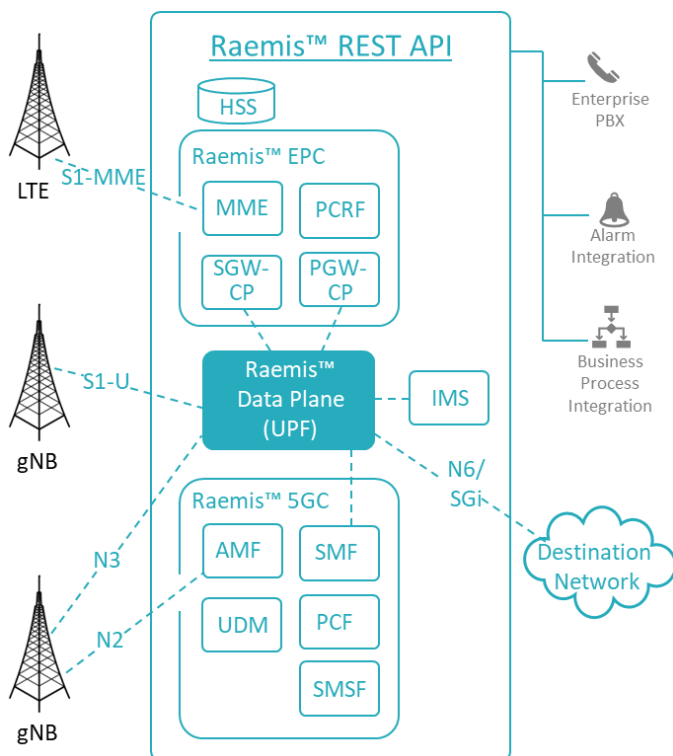 Raemis™ REST API
HSS
Raemis™ EPC
MME
PCRF
SGW-
CP
PGW-
CP
LTE
S1-MME
gNB
S1-U
Raemis™
Data Plane
(UPF)
IMS
N6/
SGi
Raemis™ 5GC
AMF
SMF
UDM
PCF
SMSF
N3
N2
gNB
Enterprise
PBX
Alarm
Integration
Business
Process
Integration
Destination
Network